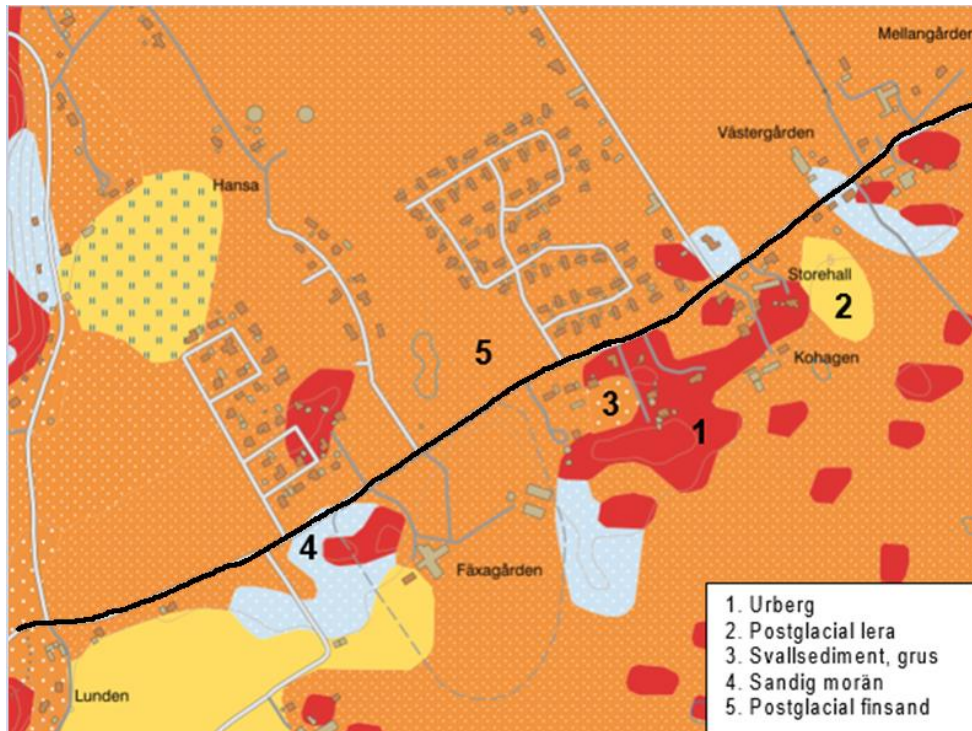 Mellangården
Västergården
Hansa
Storehall
2
5
Kohagen
3
1
4
Fäxagården
Lunden
1. Urberg
2. Postglacial lera
3. Svallsediment, grus
4. Sandig morän
5. Postglacial finsand